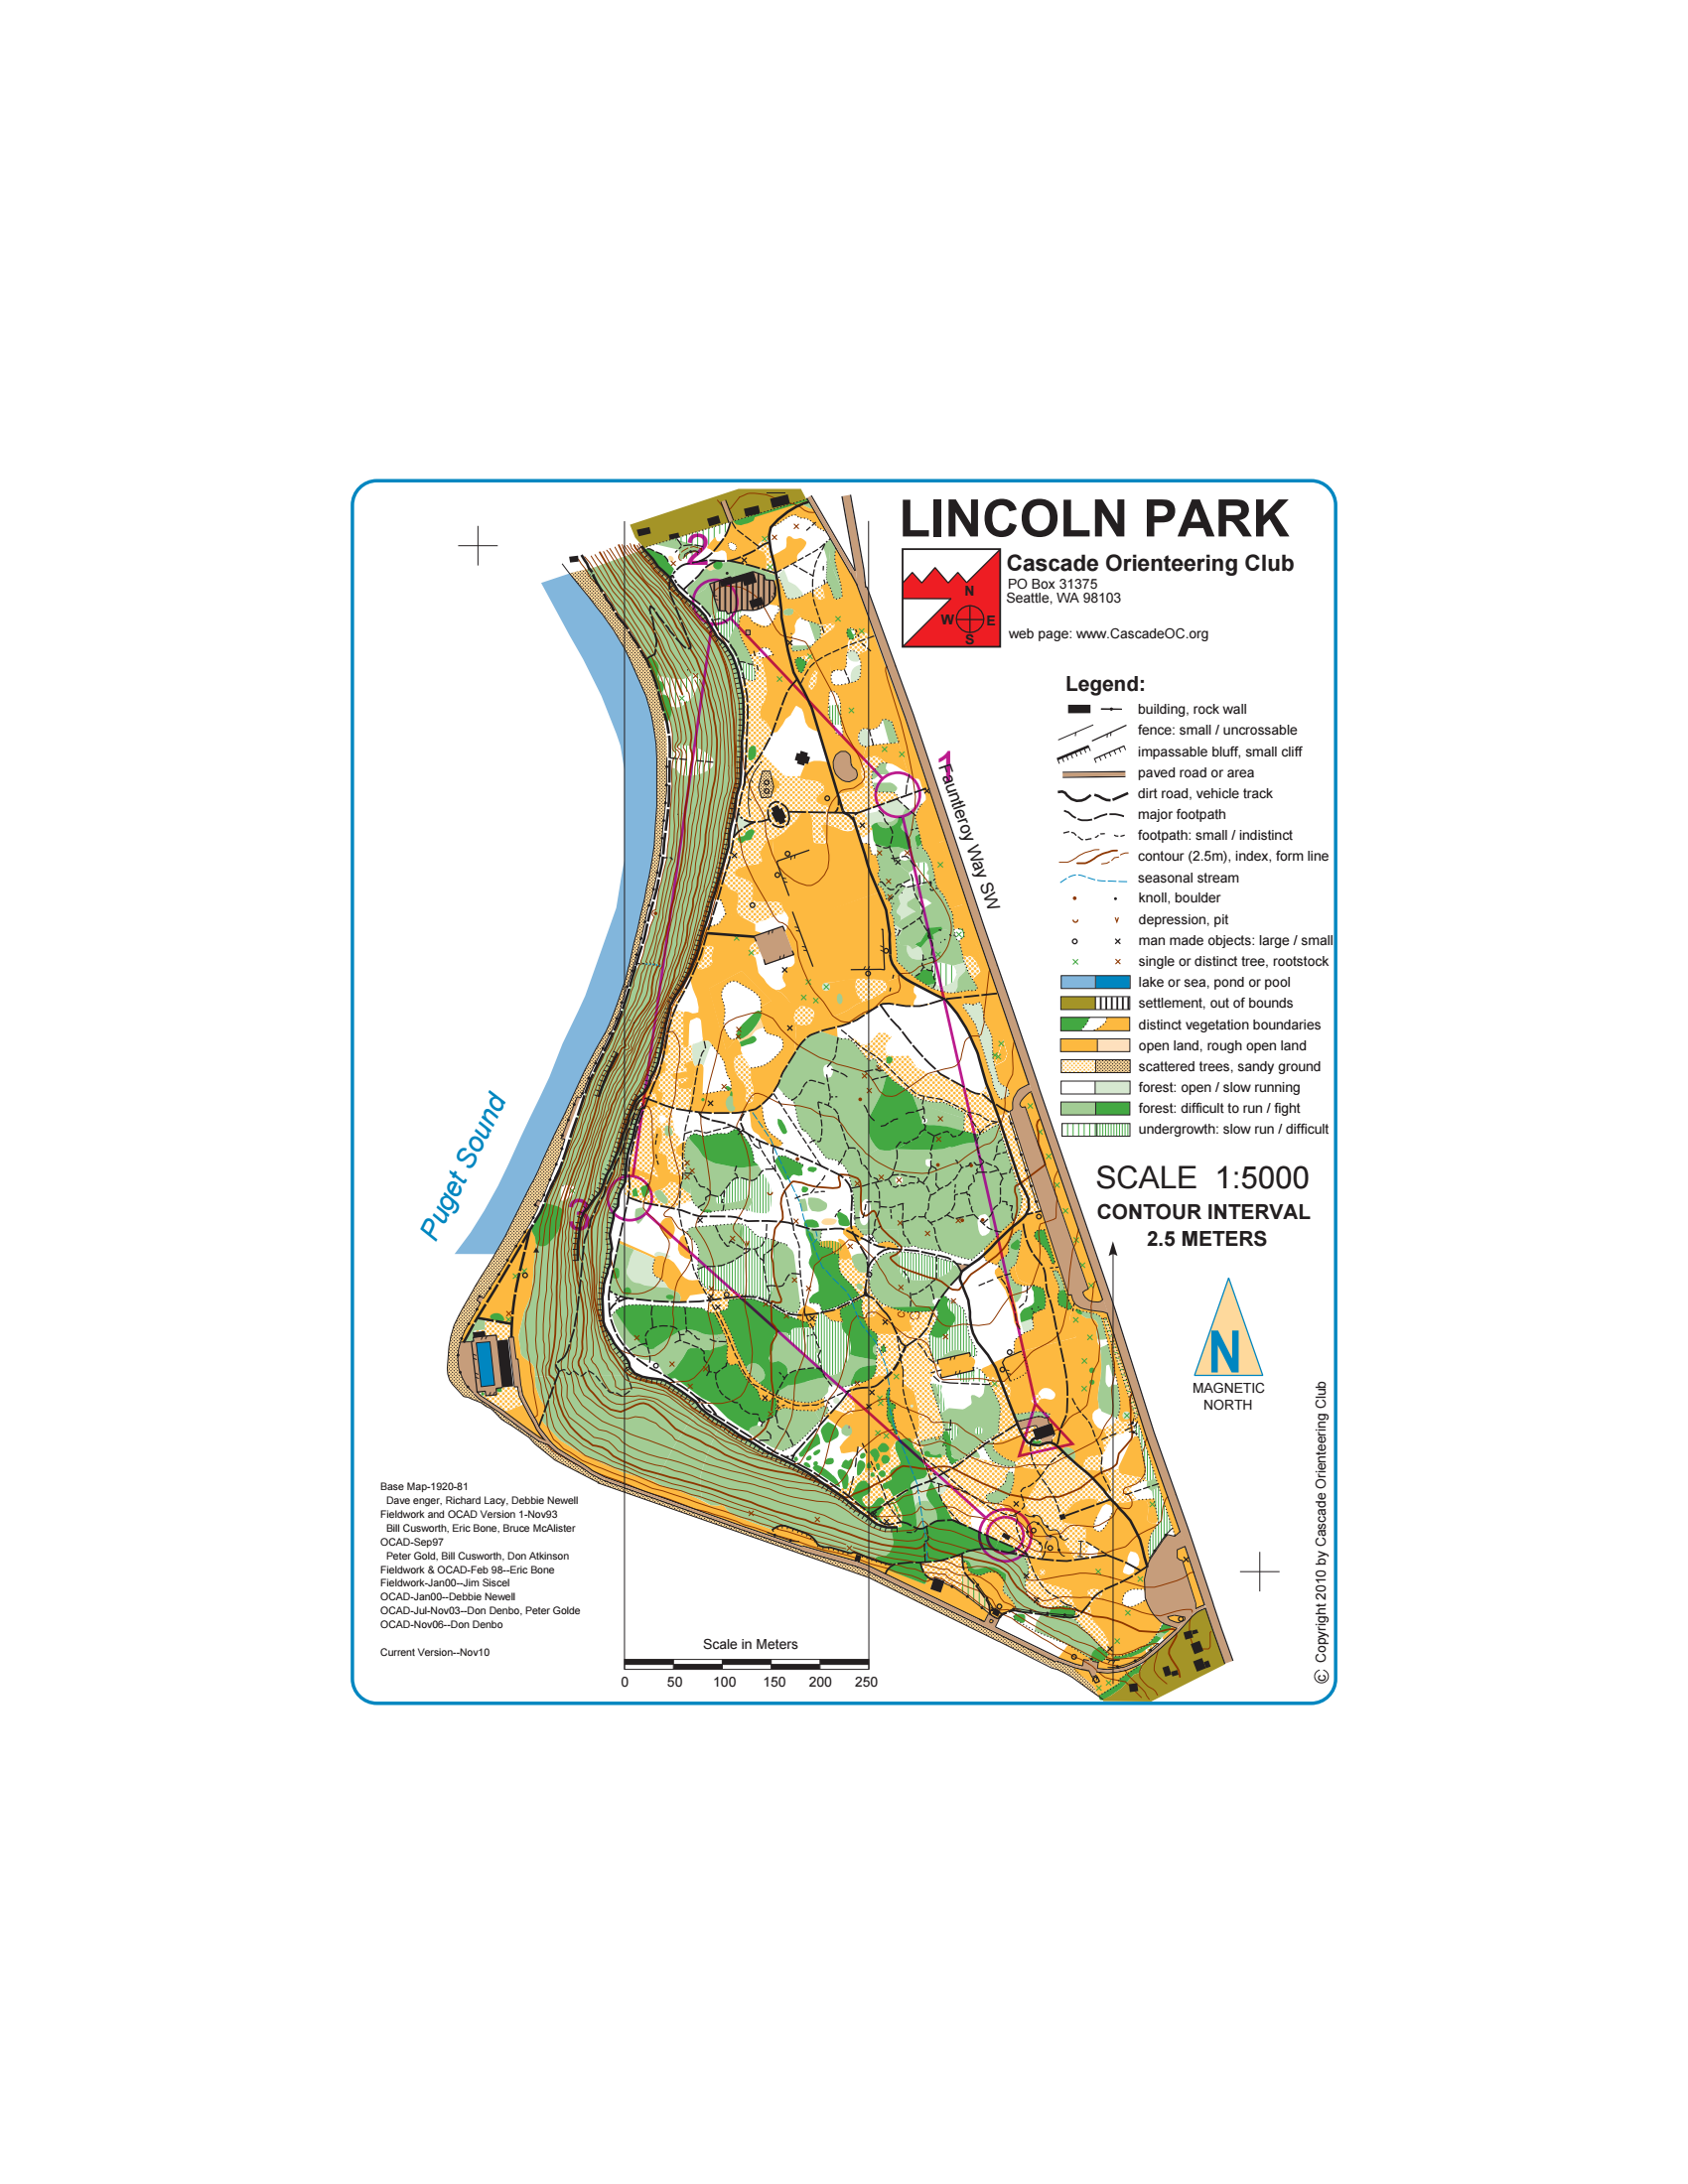 LINCOLN PARK
Cascade Orienteering Club
PO Box 31375
Seattle, WA 98103
web page: www.CascadeOC.org
N
W E
S
2
1
3
Fauntleroy Way SW
Puget Sound
Legend:
building, rock wall
fence: small / uncrossable
impassable bluff, small cliff
paved road or area
dirt road, vehicle track
major footpath
footpath: small / indistinct
contour (2.5m), index, form line
seasonal stream
knoll, boulder
depression, pit
man made objects: large / small
single or distinct tree, rootstock
lake or sea, pond or pool
settlement, out of bounds
distinct vegetation boundaries
open land, rough open land
scattered trees, sandy ground
forest: open / slow running
forest: difficult to run / fight
undergrowth: slow run / difficult
SCALE 1:5000
CONTOUR INTERVAL
2.5 METERS
N
MAGNETIC
NORTH
Base Map-1920-81
Dave enger, Richard Lacy, Debbie Newell
Fieldwork and OCAD Version 1-Nov93
Bill Cusworth, Eric Bone, Bruce McAlister
OCAD-Sep97
Peter Gold, Bill Cusworth, Don Atkinson
Fieldwork & OCAD-Feb 98--Eric Bone
Fieldwork-Jan00--Jim Siscel
OCAD-Jan00--Debbie Newell
OCAD-Jul-Nov03--Don Denbo, Peter Golde
OCAD-Nov06--Don Denbo
Current Version--Nov10
Scale in Meters
0 50 100 150 200 250
© Copyright 2010 by Cascade Orienteering Club